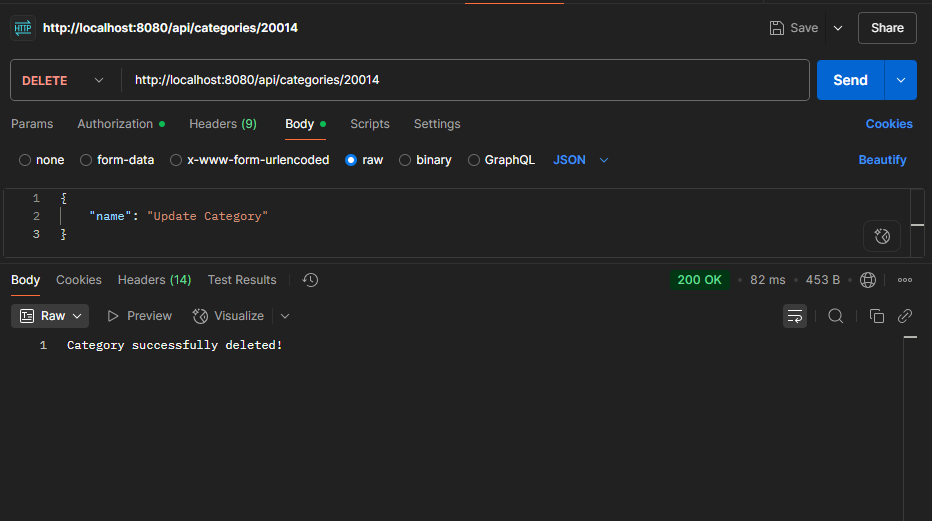 HTTP http://localhost:8080/api/categories/20014 Save Share
DELETE http://localhost:8080/api/categories/20014 Send
Params Authorization Headers (9) Body Scripts Settings Cookies
none form-data x-www-form-urlencoded raw binary GraphQL JSON Beautify
1 {
2 "name": "Update Category"
3 }
Body Cookies Headers (14) Test Results 200 OK 82 ms 453 B
Raw Preview Visualize
1 Category successfully deleted!